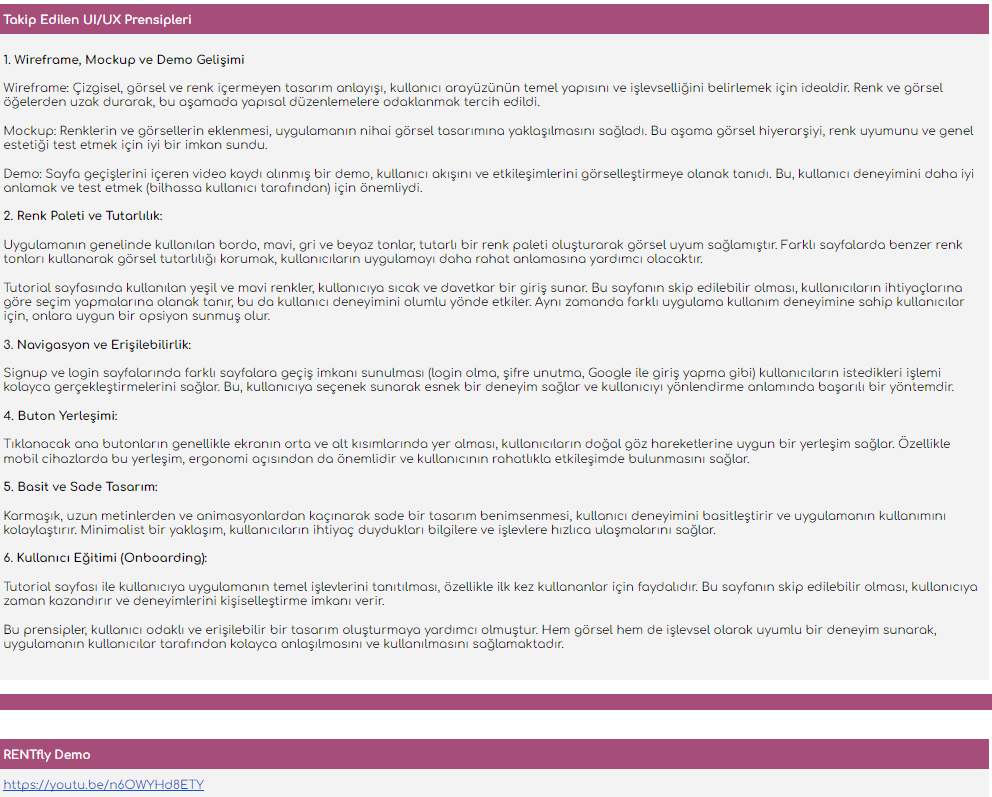 Takip Edilen UI/UX Prensipleri
1. Wireframe, Mockup ve Demo Gelişimi
Wireframe: Çizgisel, görsel ve renk içermeyen tasarım anlayışı, kullanıcı arayüzünün temel yapısını ve işlevselliğini belirlemek için idealdir. Renk ve görsel
öğelerden uzak durarak, bu aşamada yapısal düzenlemelere odaklanmak tercih edildi.
Mockup: Renklerin ve görsellerin eklenmesi, uygulamanın nihai görsel tasarımına yaklaşılmasını sağladı. Bu aşama görsel hiyerarşiyi, renk uyumunu ve genel
estetiği test etmek için iyi bir imkan sundu.
Demo: Sayfa geçişlerini içeren video kaydı alınmış bir demo, kullanıcı akışını ve etkileşimlerini görselleştirmeye olanak tanıdı. Bu, kullanıcı deneyimini daha iyi
anlamak ve test etmek (bilhassa kullanıcı tarafından) için önemliydi.
2. Renk Paleti ve Tutarlılık:
Uygulamanın genelinde kullanılan bordo, mavi, gri ve beyaz tonlar, tutarlı bir renk paleti oluşturarak görsel uyum sağlamıştır. Farklı sayfalarda benzer renk
tonları kullanarak görsel tutarlılığı korumak, kullanıcıların uygulamayı daha rahat anlamasına yardımcı olacaktır.
Tutorial sayfasında kullanılan yeşil ve mavi renkler, kullanıcıya sıcak ve davetkar bir giriş sunar. Bu sayfanın skip edilebilir olması, kullanıcıların ihtiyaçlarına
göre seçim yapmalarına olanak tanır, bu da kullanıcı deneyimini olumlu yönde etkiler. Aynı zamanda farklı uygulama kullanım deneyimine sahip kullanıcılar
için, onlara uygun bir opsiyon sunmuş olur.
3. Navigasyon ve Erişilebilirlik:
Signup ve login sayfalarında farklı sayfalara geçiş imkanı sunulması (login olma, şifre unutma, Google ile giriş yapma gibi) kullanıcıların istedikleri işlemi
kolayca gerçekleştirmelerini sağlar. Bu, kullanıcıya seçenek sunarak esnek bir deneyim sağlar ve kullanıcıyı yönlendirme anlamında başarılı bir yöntemdir.
4. Buton Yerleşimi:
Tıklanacak ana butonların genellikle ekranın orta ve alt kısımlarında yer alması, kullanıcıların doğal göz hareketlerine uygun bir yerleşim sağlar. Özellikle
mobil cihazlarda bu yerleşim, ergonomi açısından da önemlidir ve kullanıcının rahatlıkla etkileşimde bulunmasını sağlar.
5. Basit ve Sade Tasarım:
Karmaşık, uzun metinlerden ve animasyonlardan kaçınarak sade bir tasarım benimsenmesi, kullanıcı deneyimini basitleştirir ve uygulamanın kullanımını
kolaylaştırır. Minimalist bir yaklaşım, kullanıcıların ihtiyaç duydukları bilgilere ve işlevlere hızlıca ulaşmalarını sağlar.
6. Kullanıcı Eğitimi (Onboarding):
Tutorial sayfası ile kullanıcıya uygulamanın temel işlevlerini tanıtılması, özellikle ilk kez kullananlar için faydalıdır. Bu sayfanın skip edilebilir olması, kullanıcıya
zaman kazandırır ve deneyimlerini kişiselleştirme imkanı verir.
Bu prensipler, kullanıcı odaklı ve erişilebilir bir tasarım oluşturmaya yardımcı olmuştur. Hem görsel hem de işlevsel olarak uyumlu bir deneyim sunarak,
uygulamanın kullanıcılar tarafından kolayca anlaşılmasını ve kullanılmasını sağlamaktadır.
RENTfly Demo
https://youtu.be/n6OWYHd8ETY